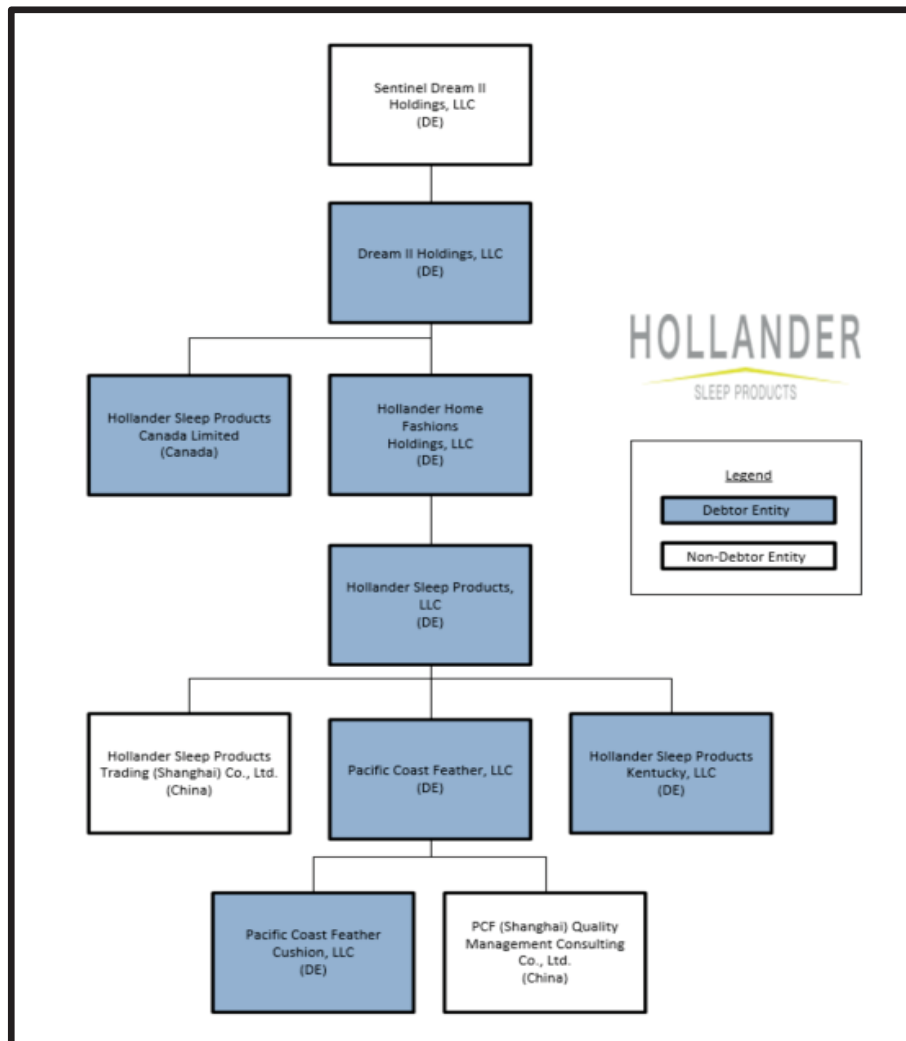 Sentinel Dream II
Holdings, LLC
(DE)
Dream II Holdings, LLC
(DE)
HOLLANDER
SLEEP PRODUCTS
Hollander Sleep Products
Canada Limited
(Canada)
Hollander Home
Fashions
Holdings, LLC
(DE)
Legend
Debtor Entity
Non-Debtor Entity
Hollander Sleep Products,
LLC
(DE)
Hollander Sleep Products
Trading (Shanghai) Co., Ltd.
(China)
Pacific Coast Feather, LLC
(DE)
Hollander Sleep Products
Kentucky, LLC
(DE)
Pacific Coast Feather
Cushion, LLC
(DE)
PCF (Shanghai) Quality
Management Consulting
Co., Ltd.
(China)